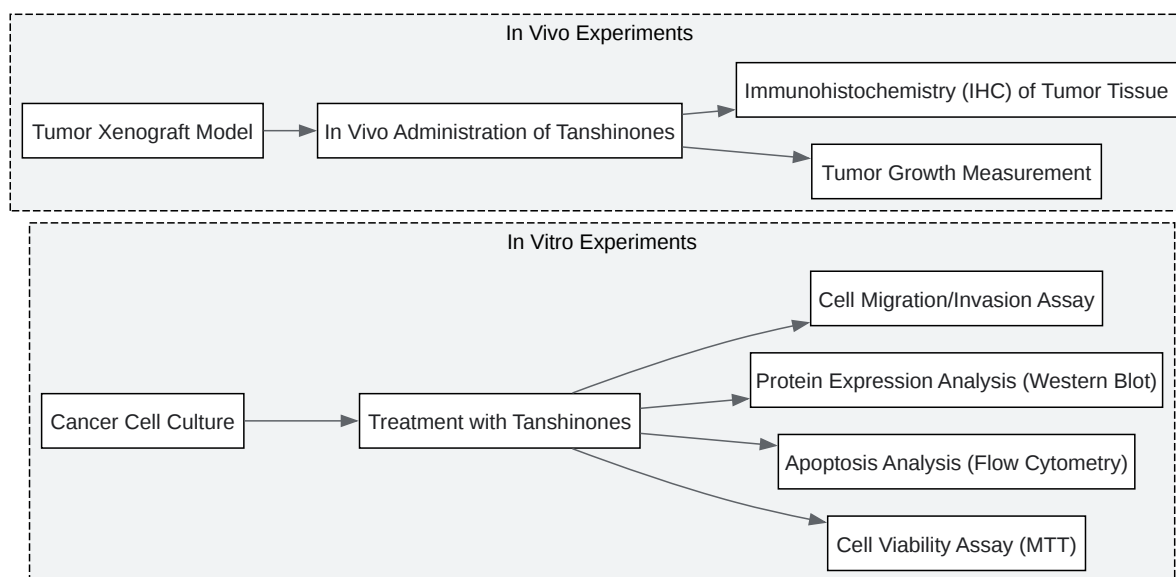 In Vivo Experiments
Tumor Xenograft Model
In Vivo Administration of Tanshinones
Immunohistochemistry (IHC) of Tumor Tissue
Tumor Growth Measurement
In Vitro Experiments
Cancer Cell Culture
Treatment with Tanshinones
Cell Migration/Invasion Assay
Protein Expression Analysis (Western Blot)
Apoptosis Analysis (Flow Cytometry)
Cell Viability Assay (MTT)